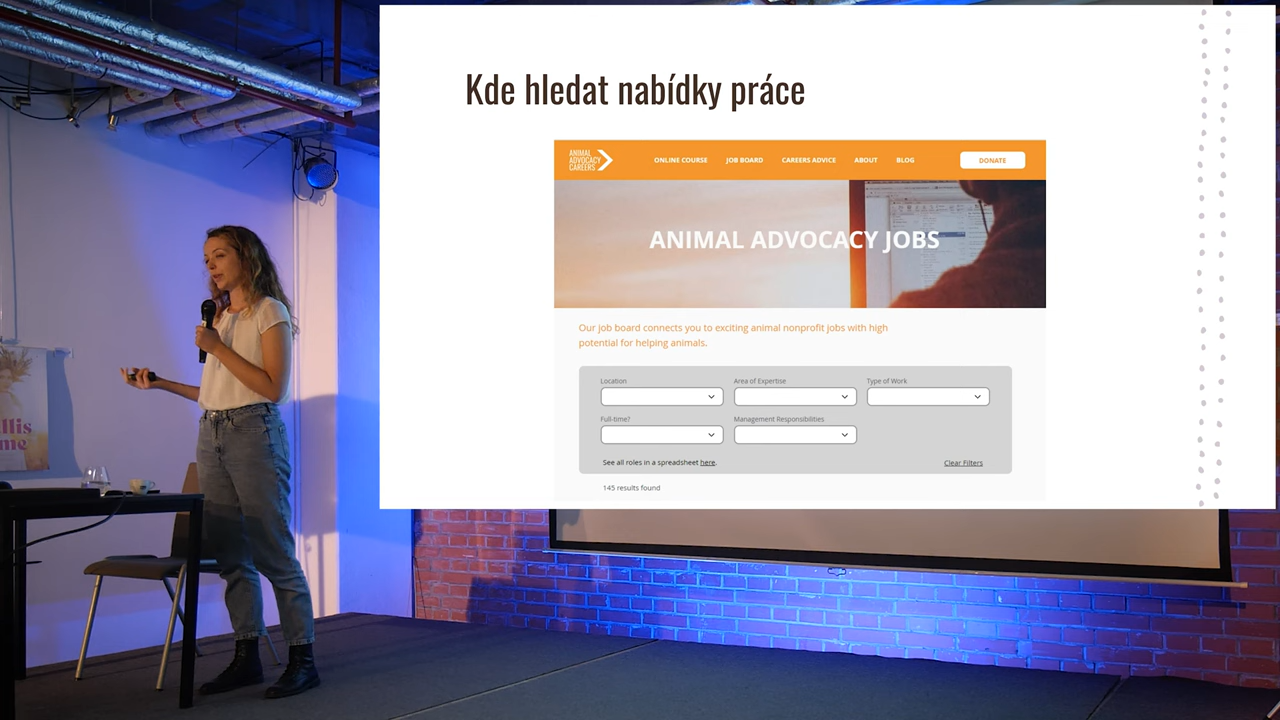 Kde hledat nabídky práce
ANIMAL
ADVOCACY
CAREERS
ONLINE COURSE
JOB BOARD
CAREERS ADVICE
ABOUT
BLOG
DONATE
ANIMAL ADVOCACY JOBS
Our job board connects you to exciting animal nonprofit jobs with high
potential for helping animals.
Location
Area of Expertise
Type of Work
Full-time?
Management Responsibilities
See all roles in a spreadsheet here.
Clear Filters
145 results found